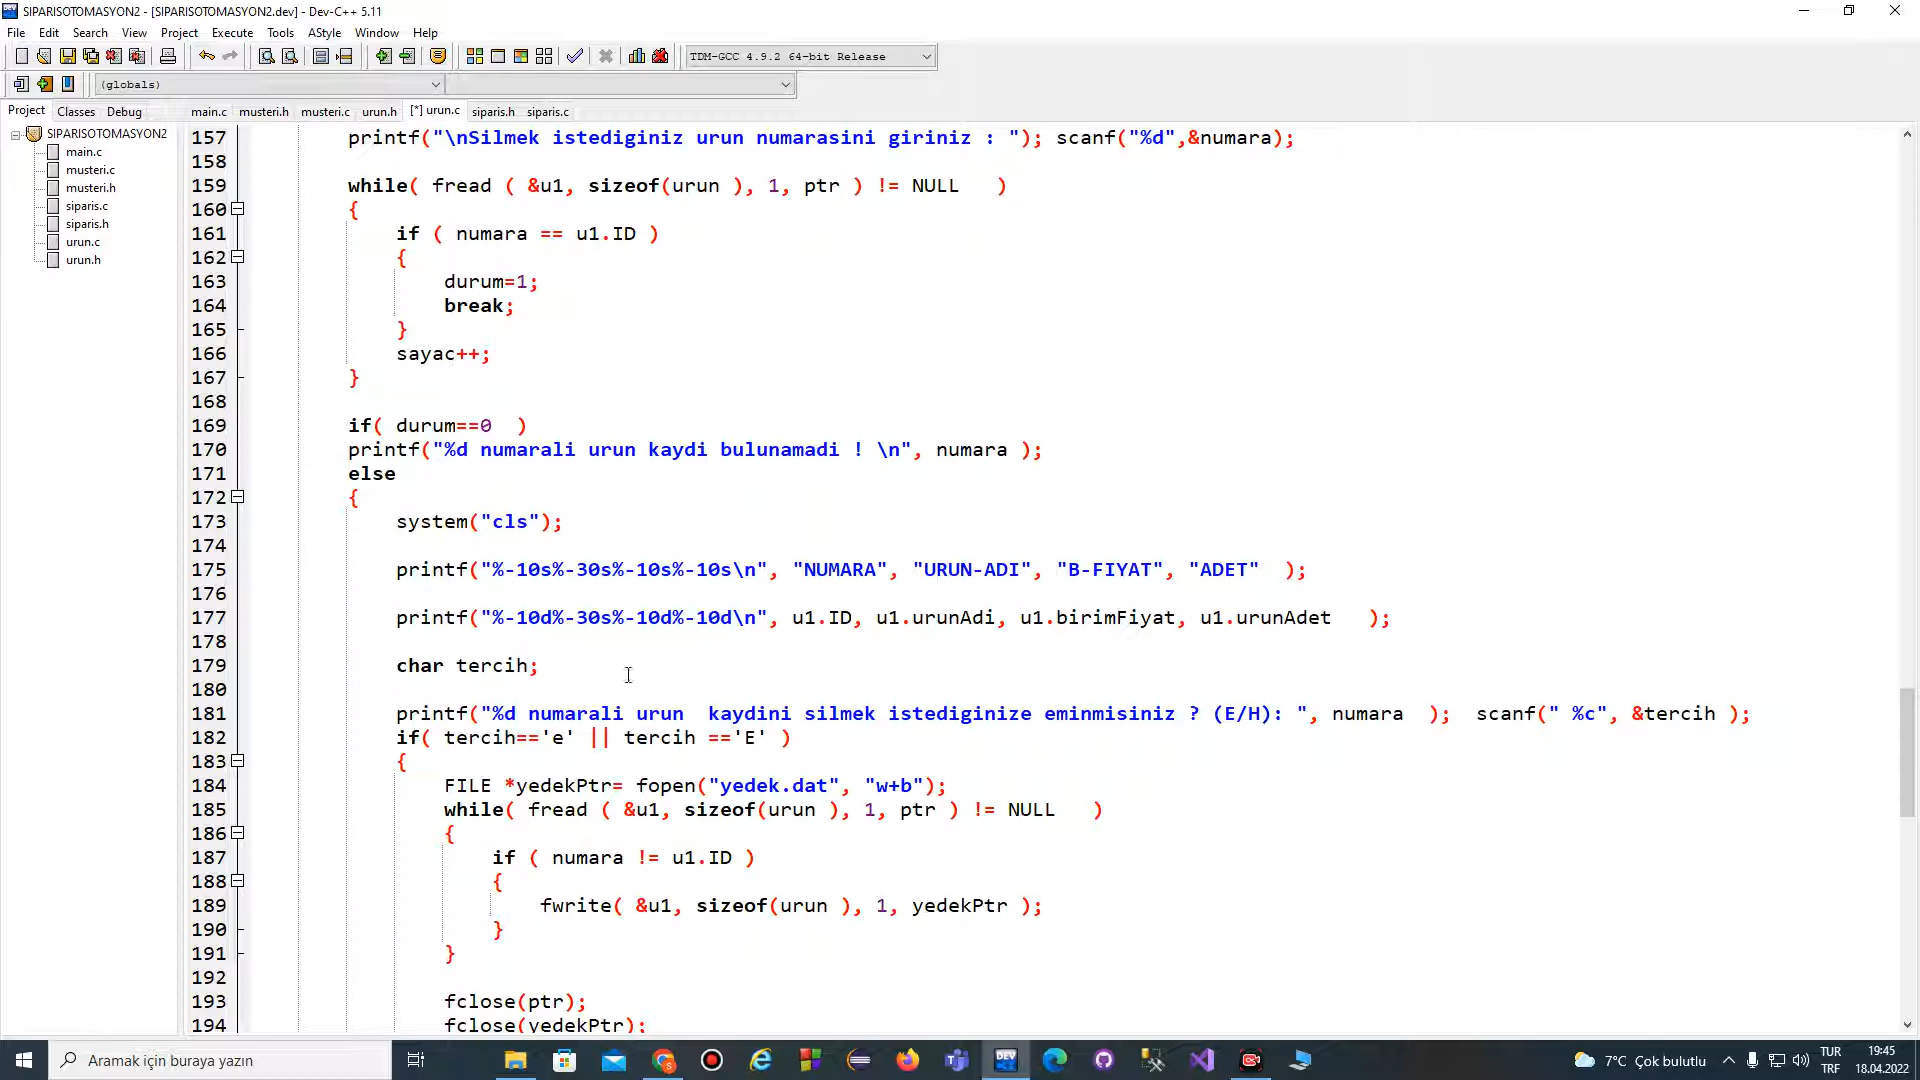 SIPARISOTOMASYON2 - [SIPARISOTOMASYON2.dev] - Dev-C++ 5.11
File Edit Search View Project Execute Tools AStyle Window Help
TDM-GCC 4.9.2 64-bit Release
(globals)
Project Classes Debug
main.c musteri.h musteri.c urun.h [*] urun.c siparis.h siparis.c
SIPARISOTOMASYON2
main.c
musteri.c
musteri.h
siparis.c
siparis.h
urun.c
urun.h
157 printf("\nSilmek istediginiz urun numarasini giriniz : "); scanf("%d",&numara);
158
159 while( fread ( &u1, sizeof(urun ), 1, ptr ) != NULL )
160 {
161 if ( numara == u1.ID )
162 {
163 durum=1;
164 break;
165 }
166 sayac++;
167 }
168
169 if( durum==0 )
170 printf("%d numarali urun kaydi bulunamadi ! \n", numara );
171 else
172 {
173 system("cls");
174
175 printf("%-10s%-30s%-10s%-10s\n", "NUMARA", "URUN-ADI", "B-FIYAT", "ADET" );
176
177 printf("%-10d%-30s%-10d%-10d\n", u1.ID, u1.urunAdi, u1.birimFiyat, u1.urunAdet );
178
179 char tercih;
180
181 printf("%d numarali urun kaydini silmek istediginize eminmisiniz ? (E/H): ", numara ); scanf(" %c", &tercih );
182 if( tercih=='e' || tercih =='E' )
183 {
184 FILE *yedekPtr= fopen("yedek.dat", "w+b");
185 while( fread ( &u1, sizeof(urun ), 1, ptr ) != NULL )
186 {
187 if ( numara != u1.ID )
188 {
189 fwrite( &u1, sizeof(urun ), 1, yedekPtr );
190 }
191 }
192
193 fclose(ptr);
194 fclose(yedekPtr);
Aramak için buraya yazın
DEV
7°C Çok bulutlu
TUR
TRF
19:45
18.04.2022